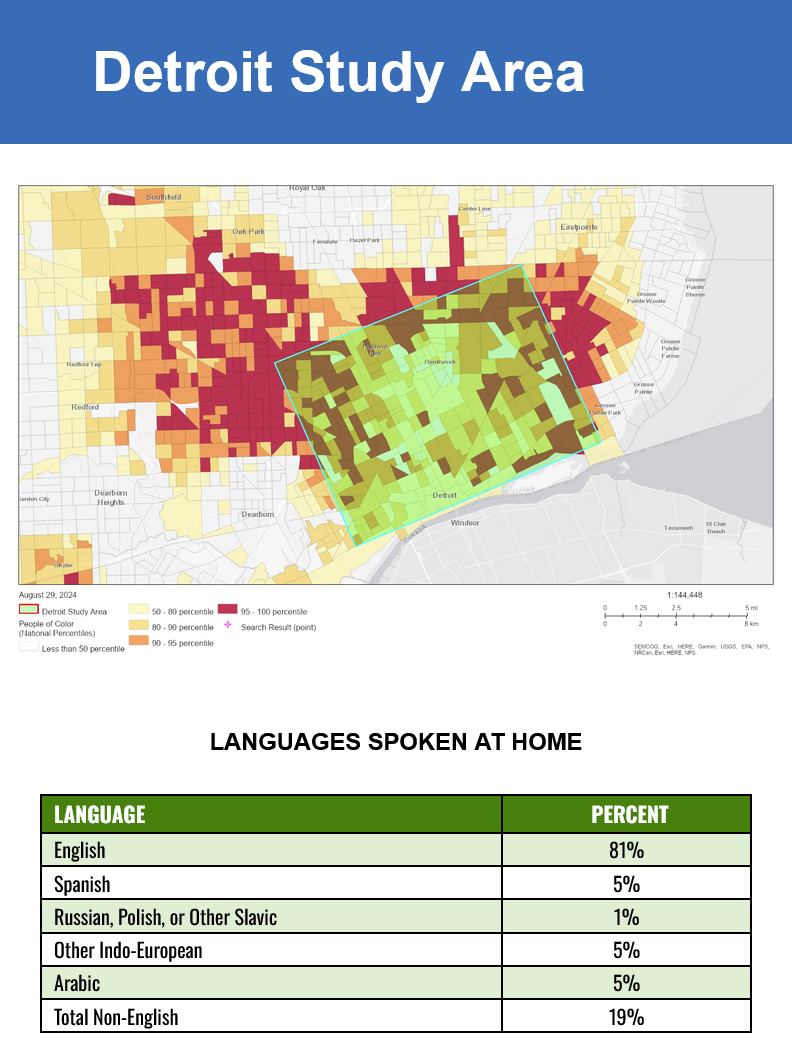 Detroit Study Area
Royal Oak
Southfield
Center Line
Oak Park
Eastpointe
Ferndale
Hazel Park
Grosse
Pointe
Shores
Grosse
Pointe Woods
Highland
Park
Grosse
Pointe
Farms
Redford Twp
Hamtramck
Grosse
Pointe
Redford
Grosse
Pointe Park
Garden City
Dearborn
Heights
Detroit
Dearborn
Windsor
CANADA
Tecumseh
St Clair
Beach
Inkster
August 29, 2024
1:144,448
Detroit Study Area
People of Color
(National Percentiles)
Less than 50 percentile
50 - 80 percentile
80 - 90 percentile
90 - 95 percentile
95 - 100 percentile
Search Result (point)
0 1.25 2.5 5 mi
0 2 4 8 km
SEMCOG, Esri, HERE, Garmin, USGS, EPA, NPS,
NRCan, Esri, HERE, NPS
LANGUAGES SPOKEN AT HOME
LANGUAGE PERCENT
English 81%
Spanish 5%
Russian, Polish, or Other Slavic 1%
Other Indo-European 5%
Arabic 5%
Total Non-English 19%